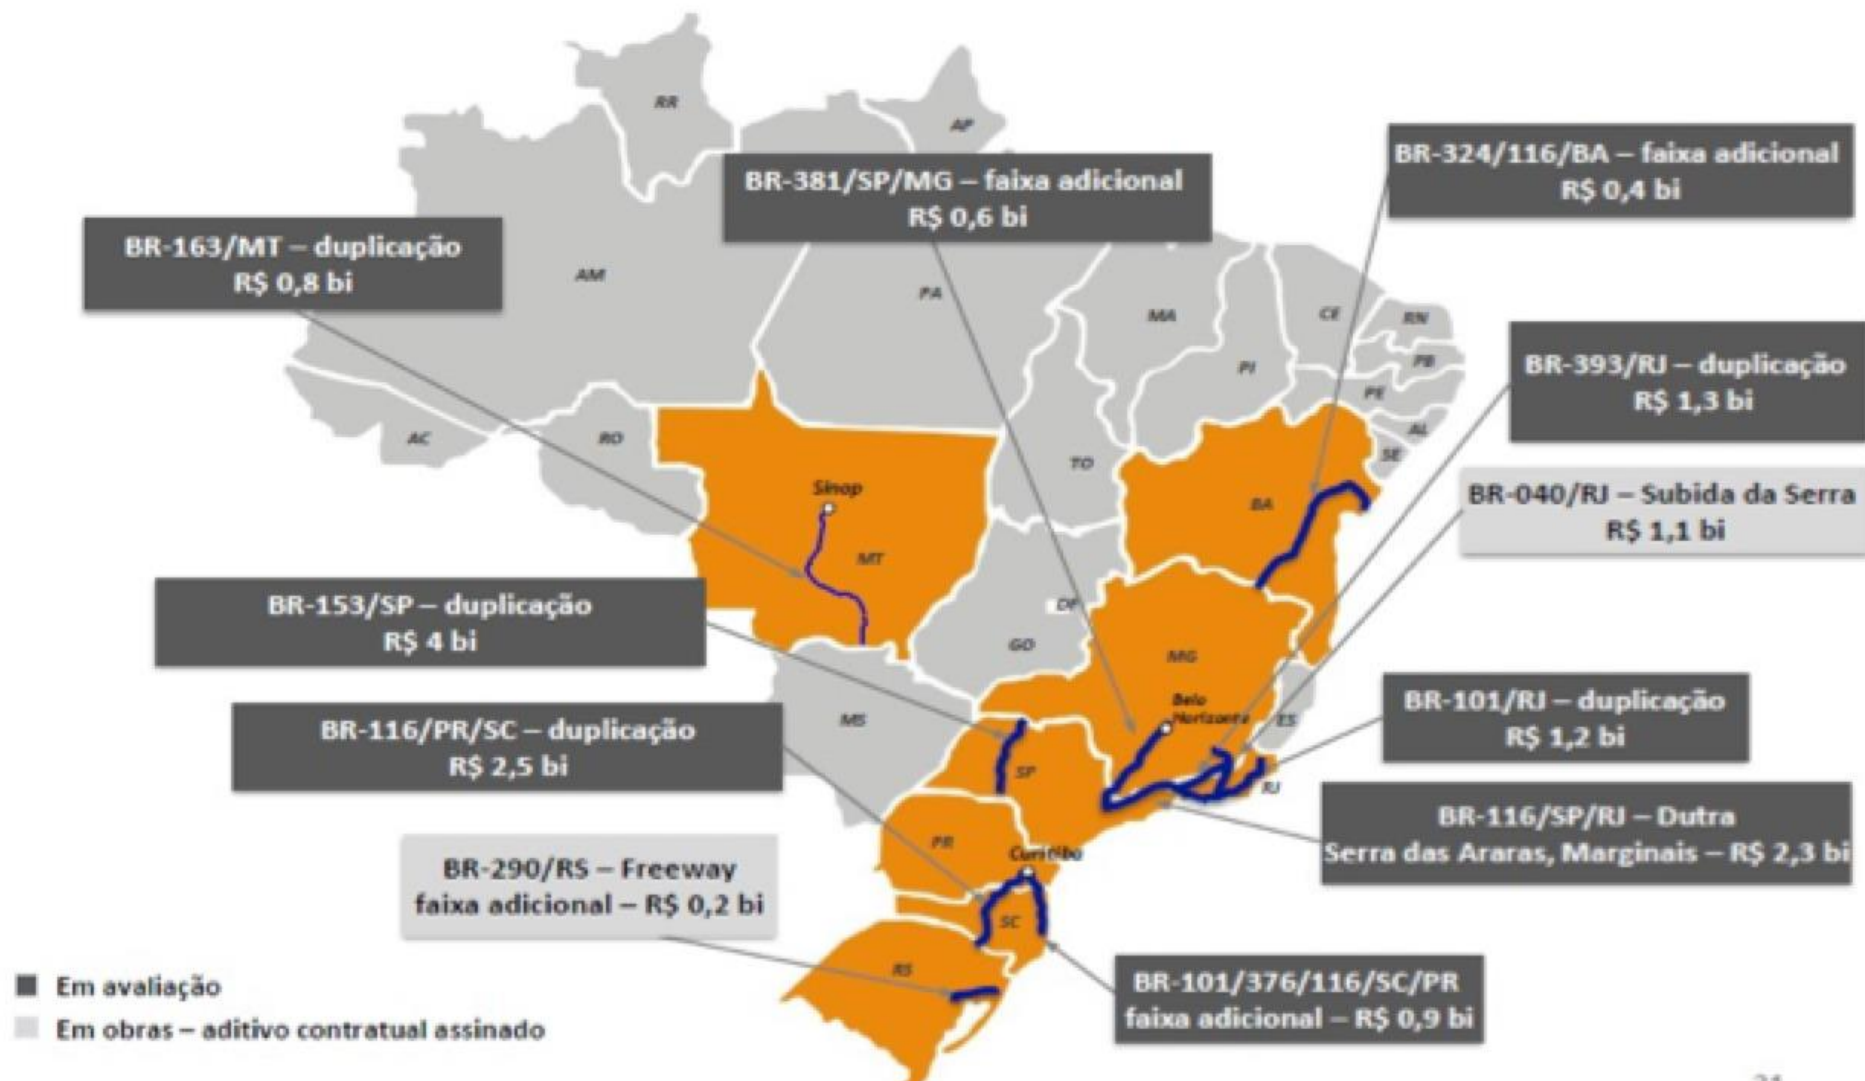 RR
AP
BR-324/116/BA – faixa adicional
R$ 0,4 bi
BR-381/SP/MG – faixa adicional
R$ 0,6 bi
BR-163/MT – duplicação
R$ 0,8 bi
AM
PA
MA
CE
RN
PB
PI
PE
AL
SE
BR-393/RJ – duplicação
R$ 1,3 bi
AC
RO
TO
Sinop
BA
BR-040/RJ – Subida da Serra
R$ 1,1 bi
MT
BR-153/SP – duplicação
R$ 4 bi
DF
GO
MG
BR-101/RJ – duplicação
R$ 1,2 bi
BR-116/PR/SC – duplicação
R$ 2,5 bi
MS
Belo
Horizonte
ES
SP
RJ
BR-116/SP/RJ – Dutra
Serra das Araras, Marginais – R$ 2,3 bi
PR
Curitiba
BR-290/RS – Freeway
faixa adicional – R$ 0,2 bi
SC
RS
BR-101/376/116/SC/PR
faixa adicional – R$ 0,9 bi
Em avaliação
Em obras – aditivo contratual assinado